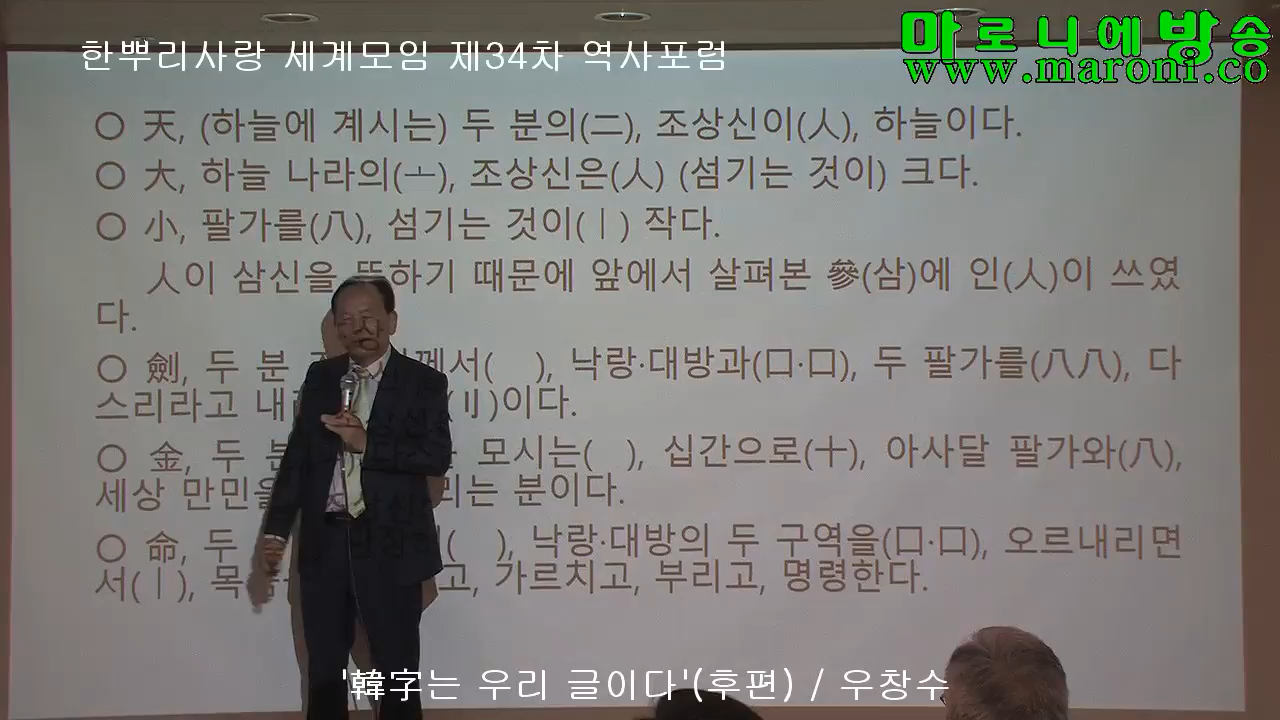 한뿌리사랑 세계모임 제34차 역사포럼
마로니에방송
www.maroni.co
○ 天, (하늘에 계시는) 두 분의(二), 조상신이(人), 하늘이다.
○ 大, 하늘 나라의(ㅗ), 조상신은(人) (섬기는 것이) 크다.
○ 小, 팔가를(八), 섬기는 것이(ㅣ) 작다.
人이 삼신을 뜻하기 때문에 앞에서 살펴본 參(삼)에 인(人)이 쓰였
다.
○ 劍, 두 분 께서( ), 낙랑·대방과(口·口), 두 팔가를(八八), 다
스리라고 (刂)이다.
○ 金, 두 모시는( ), 십간으로(十), 아사달 팔가와(八),
세상 만민을 분이다.
○ 命, 두 ( ), 낙랑·대방의 두 구역을(口·口), 오르내리면
서(ㅣ), 가르치고, 부리고, 명령한다.
'韓字는 우리 글이다'(후편) / 우창수